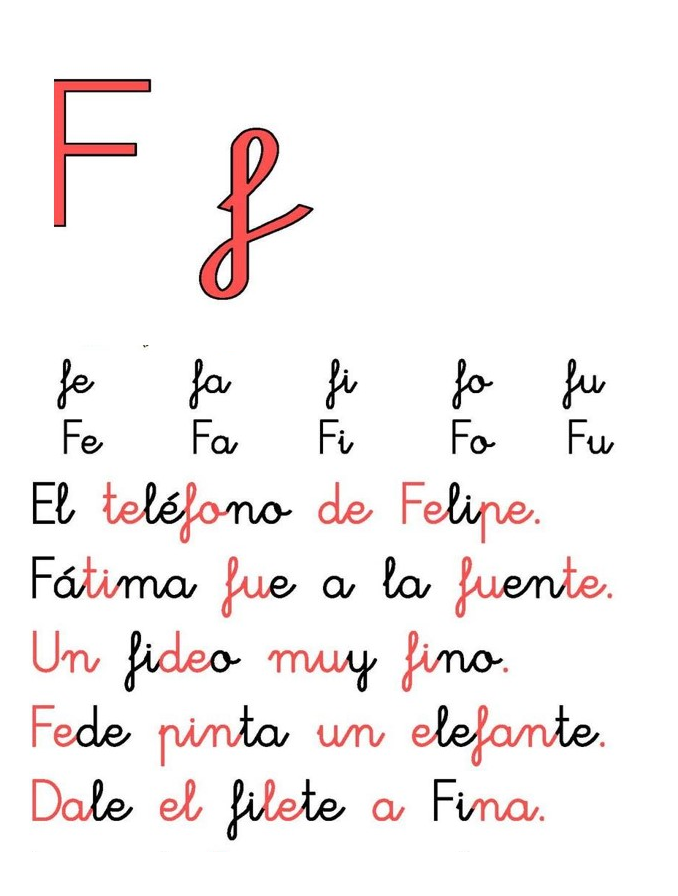 F f
fe fa fi fo fu
Fe Fa Fi Fo Fu
El teléfono de Felipe.
Fátima fue a la fuente.
Un fideo muy fino.
Fede pinta un elefante.
Dale el filete a Fina.